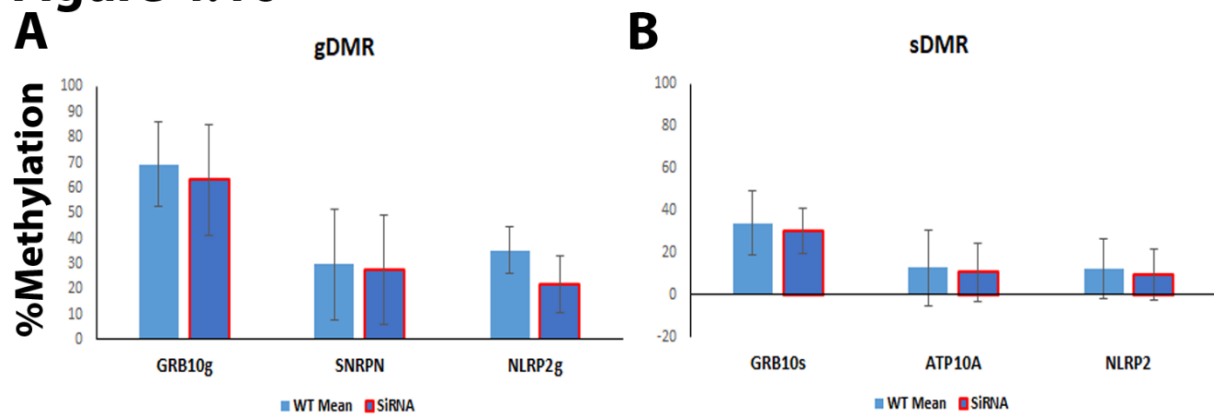 A
gDMR
%Methylation
100
90
80
70
60
50
40
30
20
10
0
GRB10g SNRPN NLRP2g
WT Mean SiRNA
B
sDMR
100
80
60
40
20
0
-20
GRB10s ATP10A NLRP2
WT Mean SiRNA